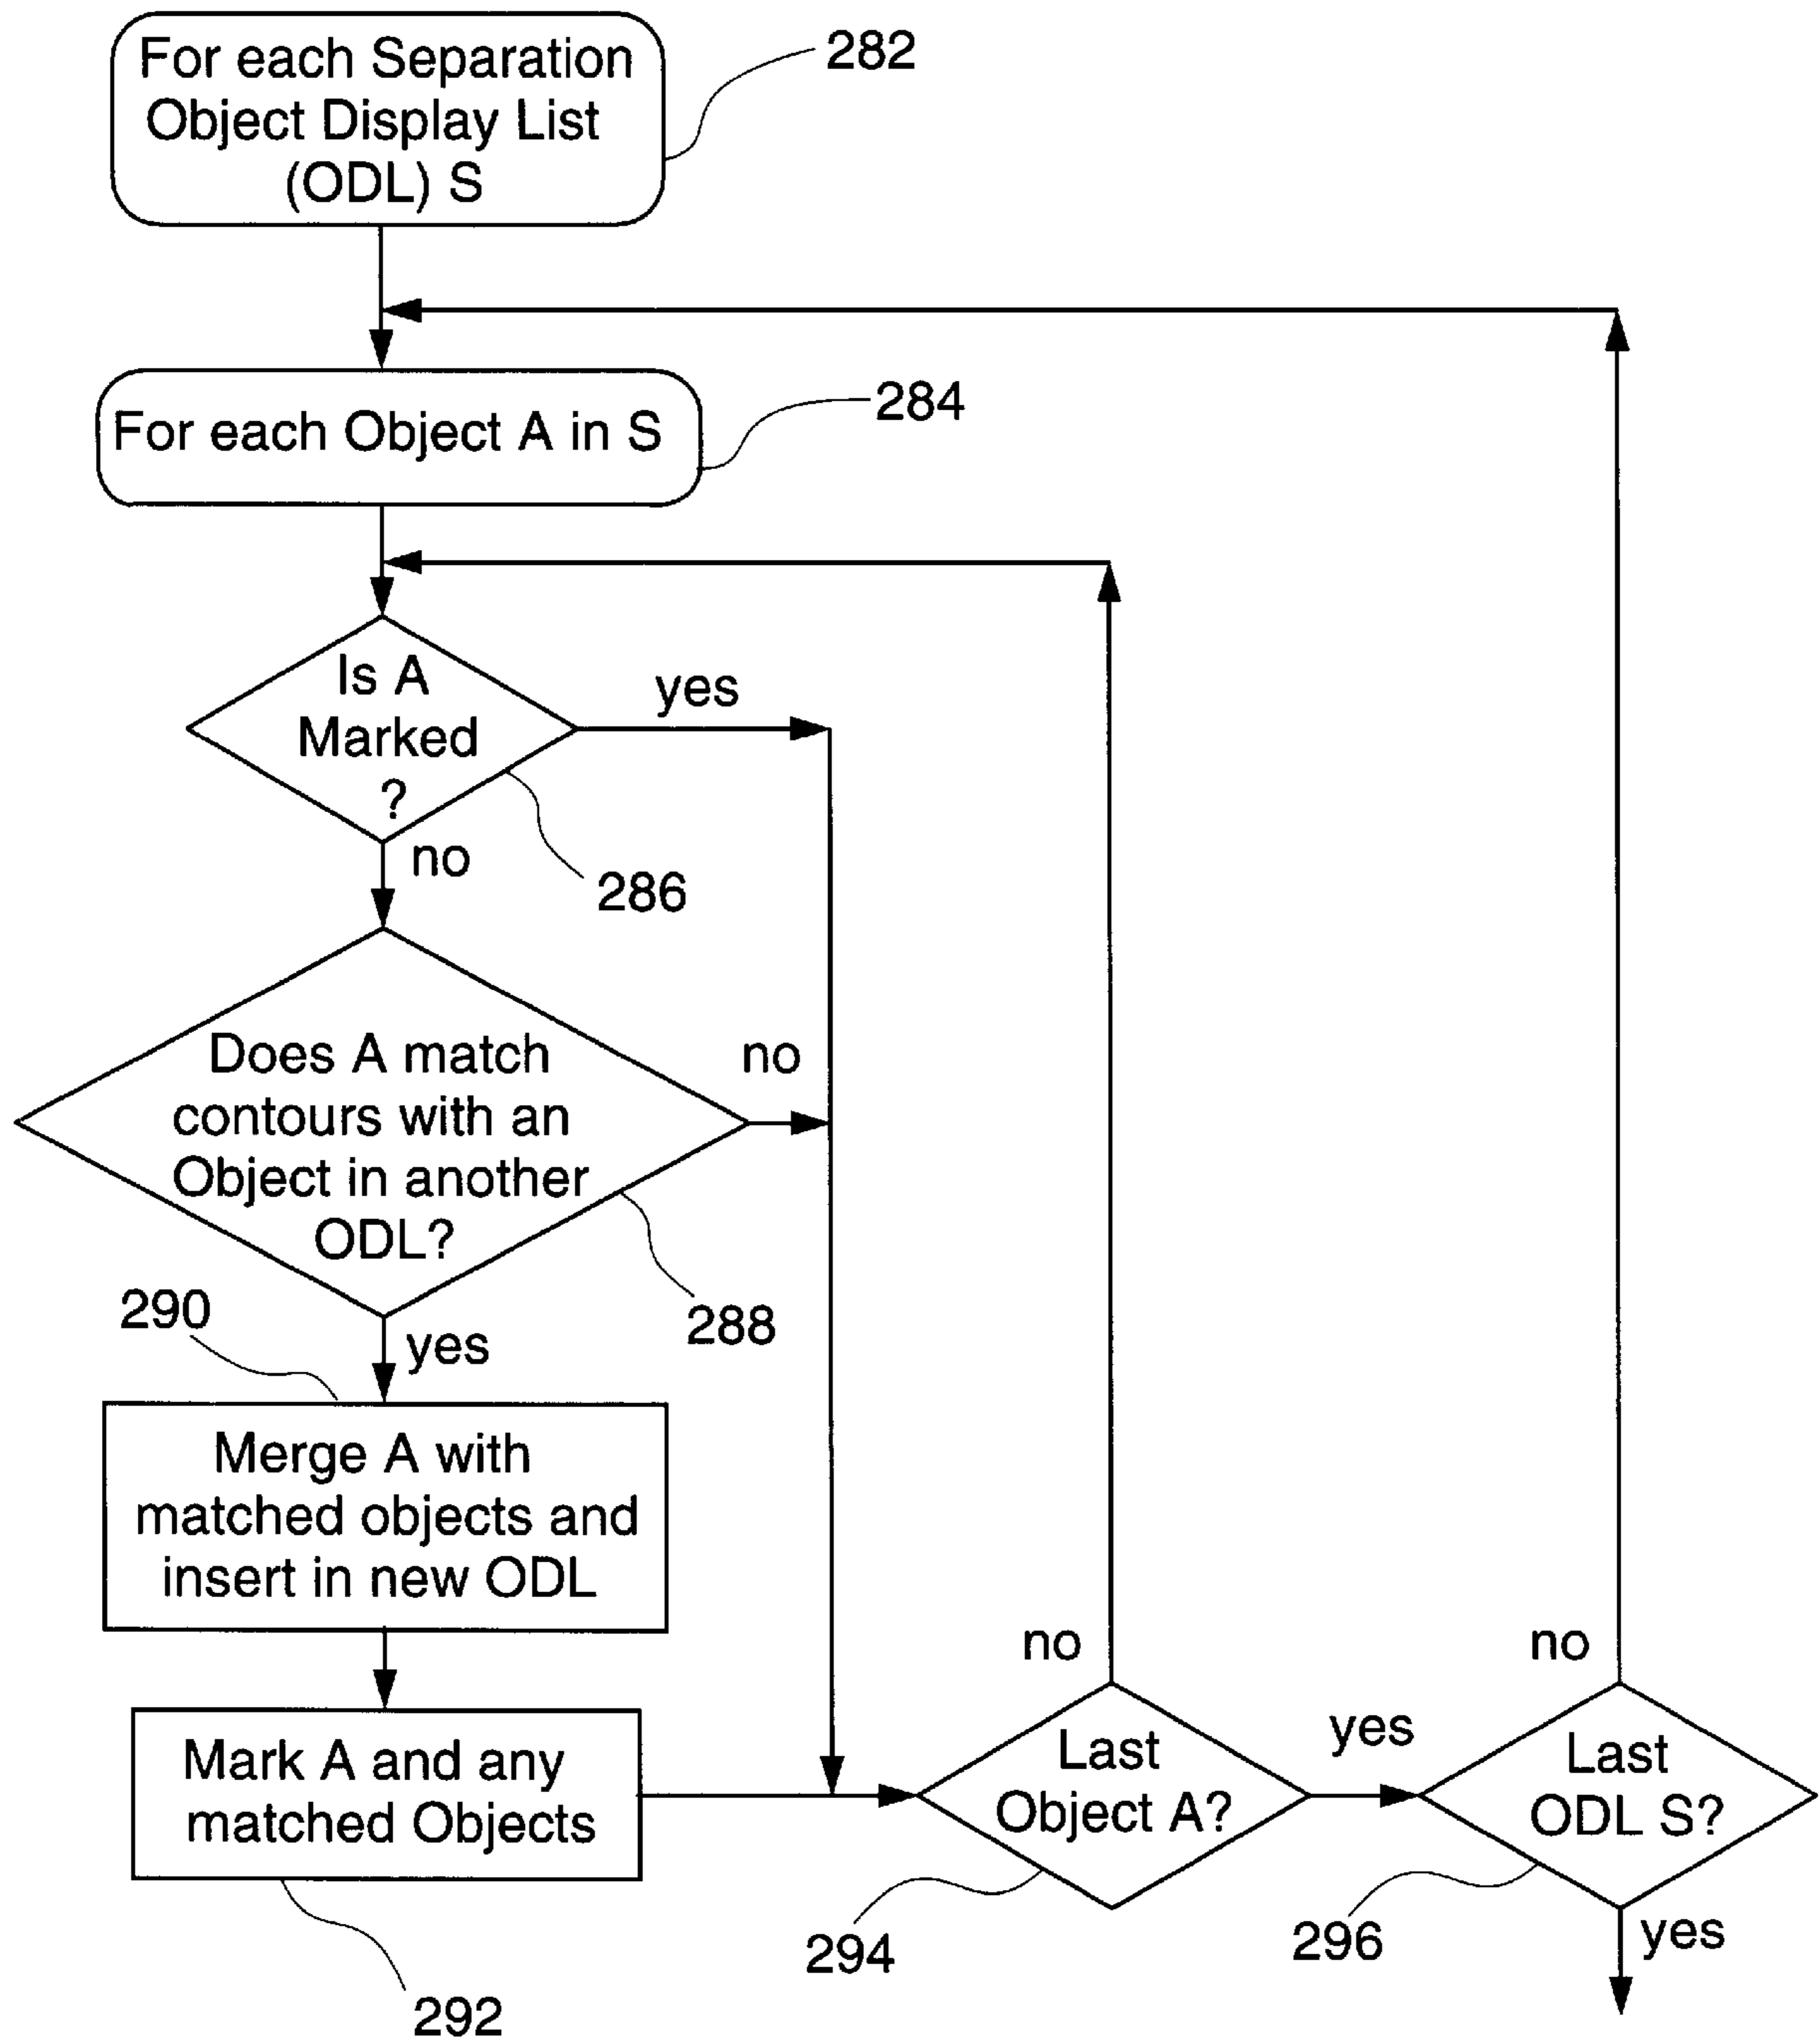 For each Separation
Object Display List
(ODL) S
282
For each Object A in S
284
Is A
Marked
?
yes
no
286
Does A match
contours with an
Object in another
ODL?
no
288
290
yes
Merge A with
matched objects and
insert in new ODL
Mark A and any
matched Objects
292
no
Last
Object A?
294
yes
no
Last
ODL S?
296
yes